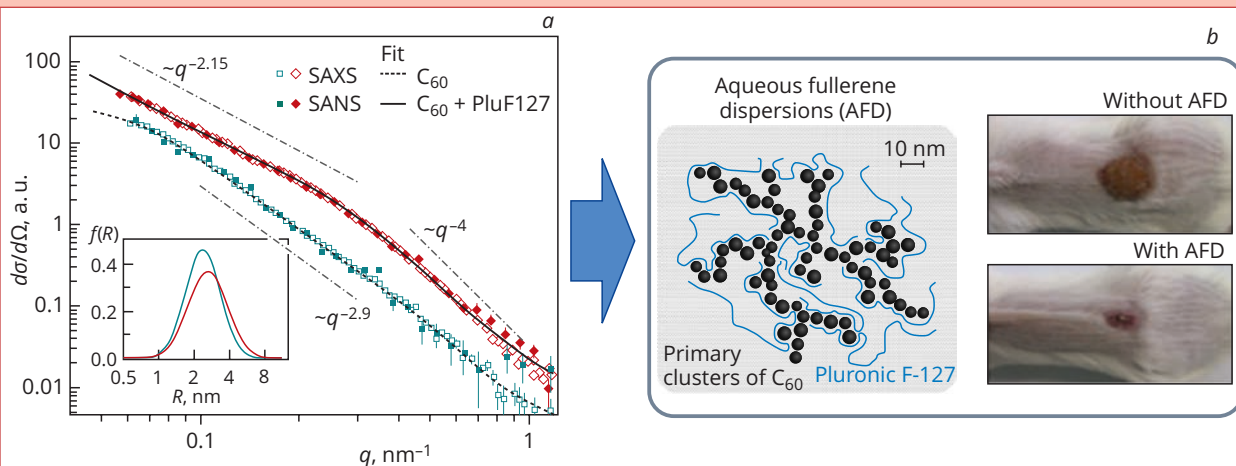 a
100
10
1
0.1
0.01
dσ/dΩ, a. u.
~q⁻²·¹⁵
SAXS
SANS
Fit
C₆₀
C₆₀ + PluF127
~q⁻⁴
~q⁻²·⁹
f(R)
0.4
0.2
0.0
0.5 1 2 4 8
R, nm
0.1 1
q, nm⁻¹
b
Aqueous fullerene
dispersions (AFD)
10 nm
Primary
clusters of C₆₀
Pluronic F-127
Without AFD
With AFD